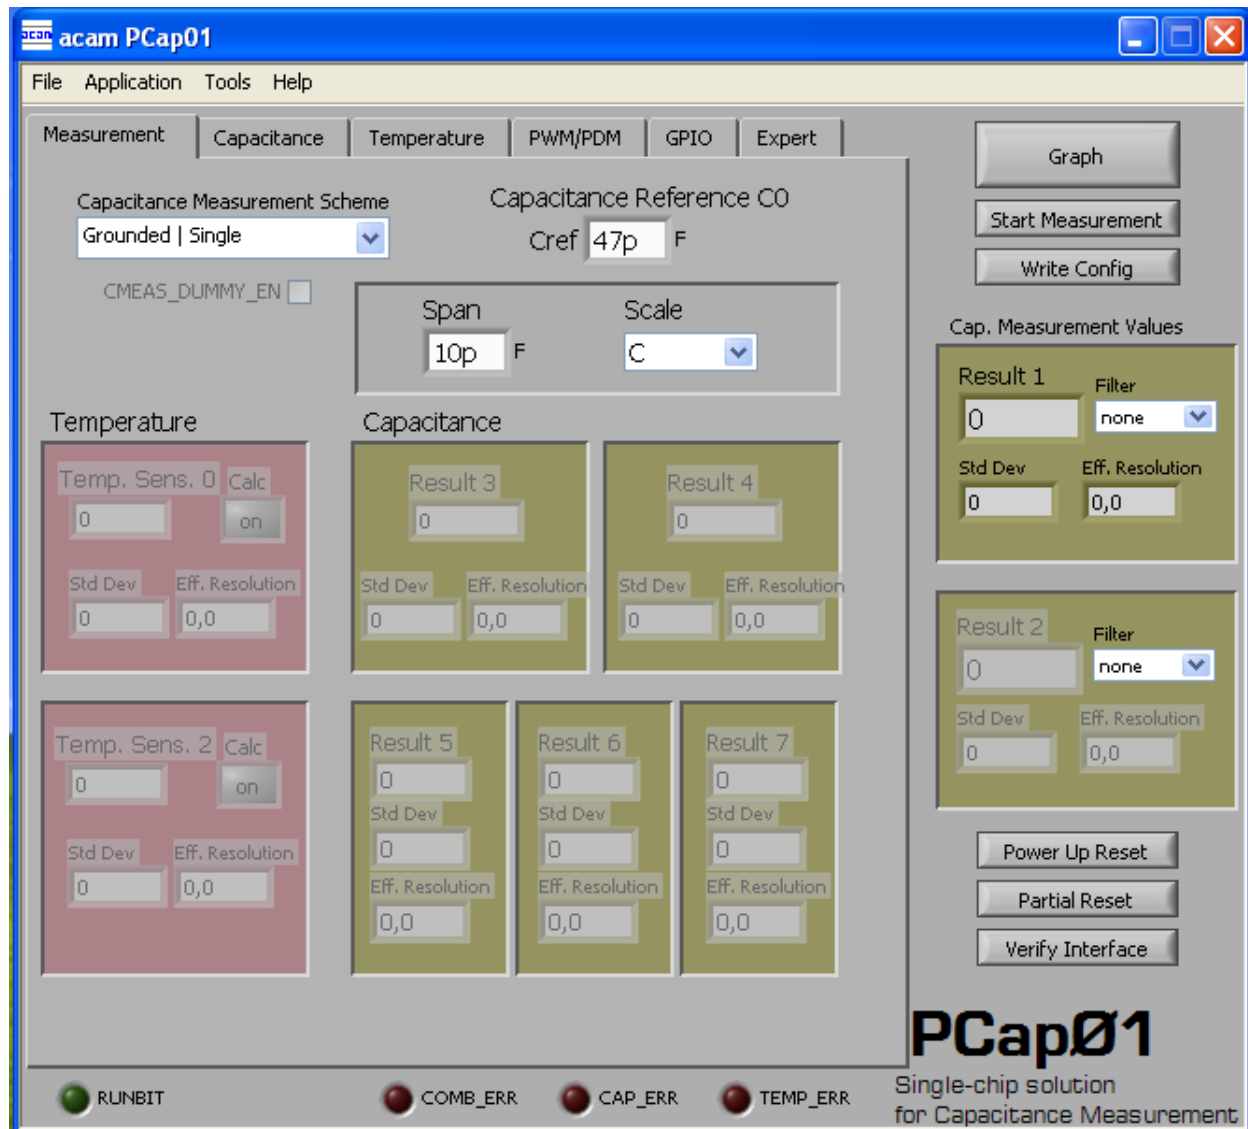 acam acam PCap01
File Application Tools Help
Measurement Capacitance Temperature PWM/PDM GPIO Expert
Capacitance Measurement Scheme
Grounded | Single
CMEAS_DUMMY_EN
Capacitance Reference C0
Cref 47p F
Span Scale
10p F C
Temperature
Temp. Sens. 0 Calc
0 on
Std Dev Eff. Resolution
0 0,0
Capacitance
Result 3
0
Std Dev Eff. Resolution
0 0,0
Result 4
0
Std Dev Eff. Resolution
0 0,0
Temp. Sens. 2 Calc
0 on
Std Dev Eff. Resolution
0 0,0
Result 5
0
Std Dev
0
Eff. Resolution
0,0
Result 6
0
Std Dev
0
Eff. Resolution
0,0
Result 7
0
Std Dev
0
Eff. Resolution
0,0
RUNBIT COMB_ERR CAP_ERR TEMP_ERR
Graph
Start Measurement
Write Config
Cap. Measurement Values
Result 1 Filter
0 none
Std Dev Eff. Resolution
0 0,0
Result 2 Filter
0 none
Std Dev Eff. Resolution
0 0,0
Power Up Reset
Partial Reset
Verify Interface
PCapØ1
Single-chip solution
for Capacitance Measurement